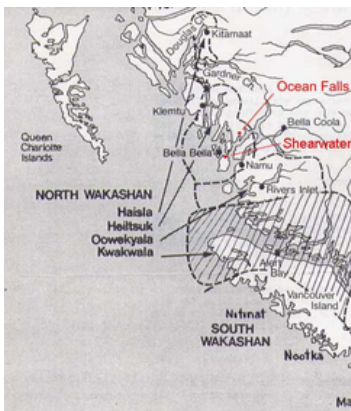 Douglas Ch
Kitamaat
Gardner Ch
Klemtu
Ocean Falls
Queen
Charlotte
Islands
Bella Coola
Shearwater
Bella Bella
Namu
NORTH WAKASHAN
Rivers Inlet
Haisla
Heiltsuk
Oowekyala
Kwakwala
Alert
Bay
Vancouver
Island
Nitinat
SOUTH
WAKASHAN
Nootka
Ma